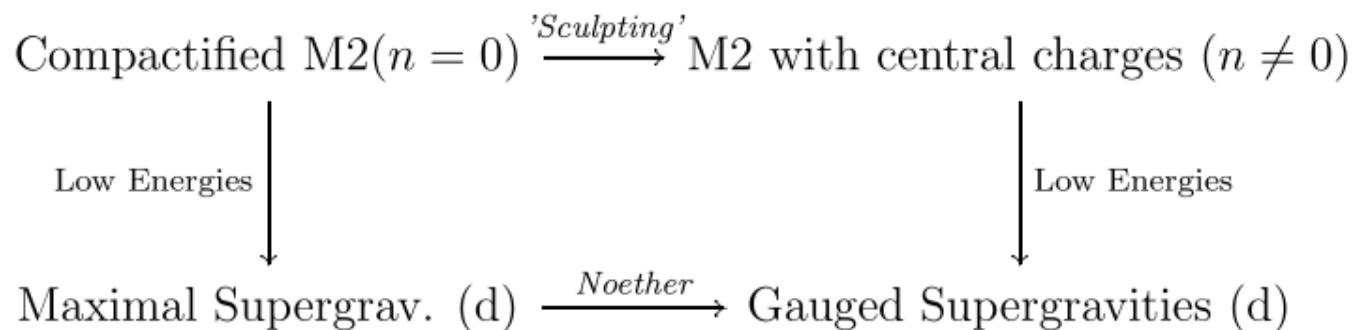 'Sculpting'
Compactified M2(n = 0) M2 with central charges (n ≠ 0)
Low Energies Low Energies
Noether
Maximal Supergrav. (d) Gauged Supergravities (d)